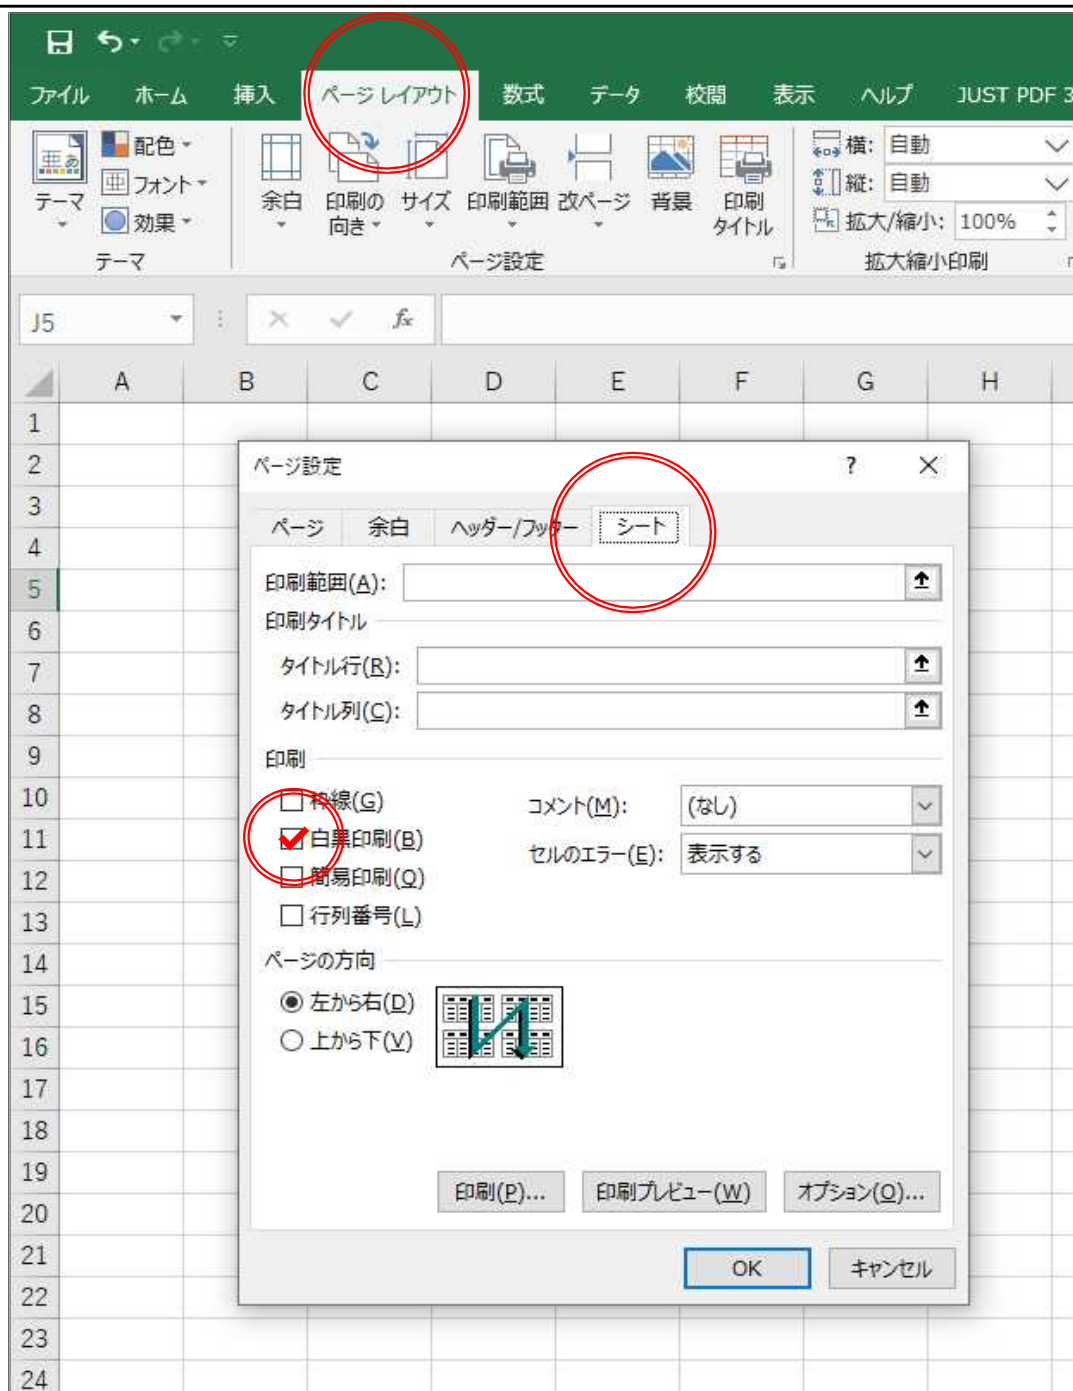 ファイル ホーム 挿入 ページ レイアウト 数式 データ 校閲 表示 ヘルプ JUST PDF 3
亜あ 配色 横: 自動
亜 フォント 縦: 自動
テーマ 効果 余白 印刷の向き サイズ 印刷範囲 改ページ 背景 印刷タイトル 拡大/縮小: 100%
テーマ ページ設定 拡大縮小印刷
J5 fx
A B C D E F G H
1
2
3
4
5
6
7
8
9
10
11
12
13
14
15
16
17
18
19
20
21
22
23
24
ページ設定 ? ×
ページ 余白 ヘッダー/フッター シート
印刷範囲(A):
印刷タイトル
タイトル行(R):
タイトル列(C):
印刷
枠線(G) コメント(M): (なし)
白黒印刷(B) セルのエラー(E): 表示する
簡易印刷(Q)
行列番号(L)
ページの方向
左から右(D)
上から下(V)
印刷(P)... 印刷プレビュー(W) オプション(O)...
OK キャンセル